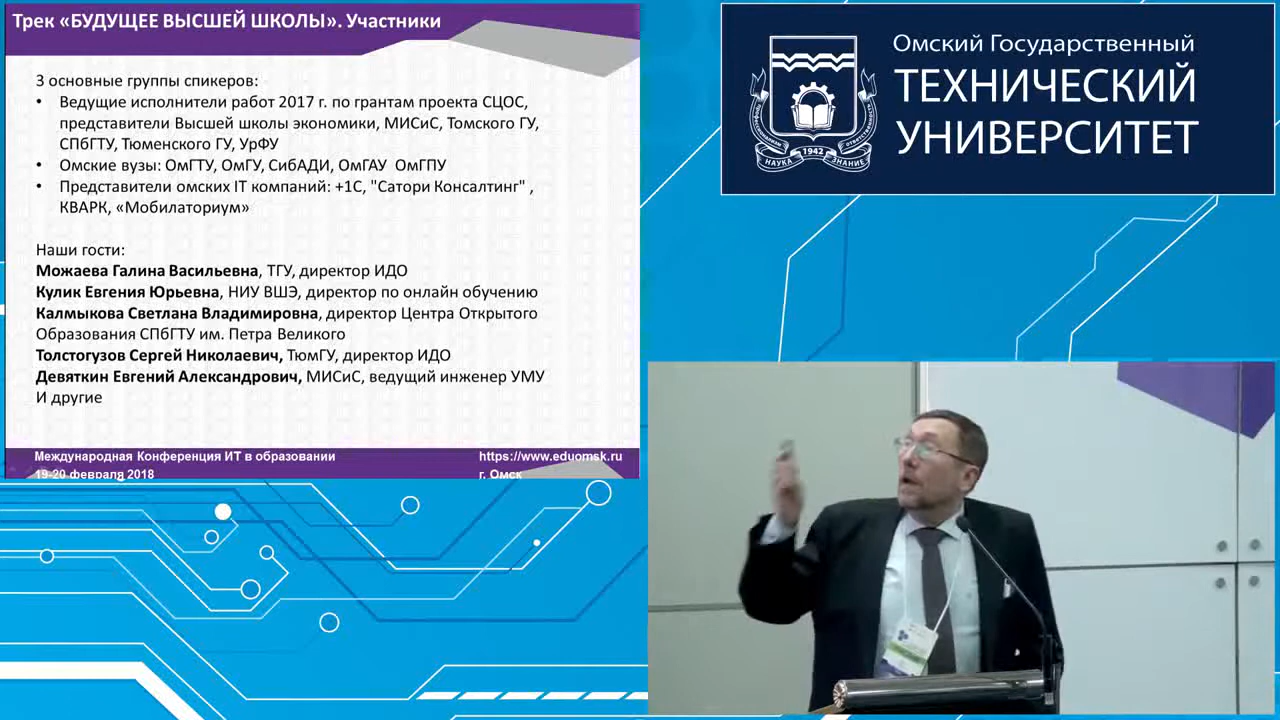 Трек «БУДУЩЕЕ ВЫСШЕЙ ШКОЛЫ». Участники
3 основные группы спикеров:
• Ведущие исполнители работ 2017 г. по грантам проекта СЦОС,
представители Высшей школы экономики, МИСиС, Томского ГУ,
СПбГТУ, Тюменского ГУ, УрФУ
• Омские вузы: ОмГТУ, ОмГУ, СибАДИ, ОмГАУ ОмГПУ
• Представители омских IT компаний: +1С, "Сатори Консалтинг" ,
КВАРК, «Мобилаториум»
Наши гости:
Можаева Галина Васильевна, ТГУ, директор ИДО
Кулик Евгения Юрьевна, НИУ ВШЭ, директор по онлайн обучению
Калмыкова Светлана Владимировна, директор Центра Открытого
Образования СПбГТУ им. Петра Великого
Толстогузов Сергей Николаевич, ТюмГУ, директор ИДО
Девяткин Евгений Александрович, МИСиС, ведущий инженер УМУ
И другие
Международная Конференция ИТ в образовании
19-20 февраля 2018
https://www.eduomsk.ru
г. Омск
Омский Государственный
ТЕХНИЧЕСКИЙ
УНИВЕРСИТЕТ
профессионализм
ответственность
НАУКА 1942 ЗНАНИЕ